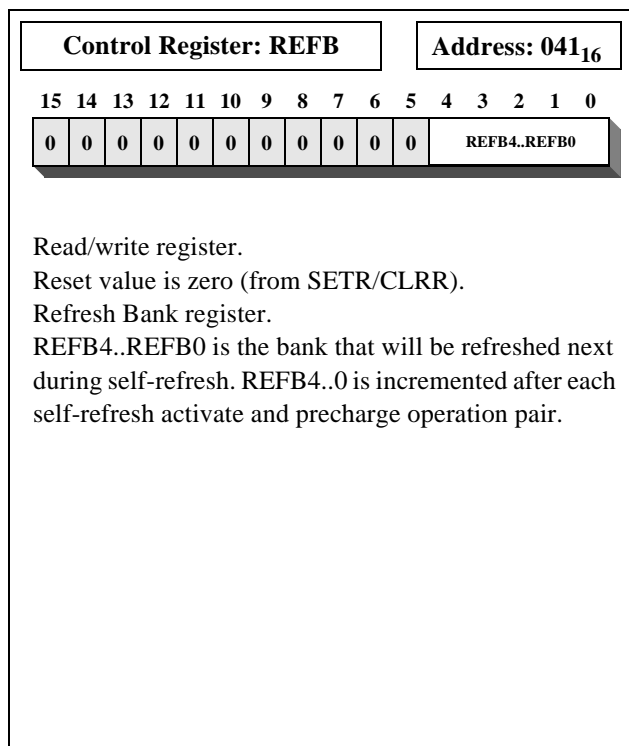 Control Register: REFB
Address: 041₁₆
15 14 13 12 11 10 9 8 7 6 5 4 3 2 1 0
0 0 0 0 0 0 0 0 0 0 0 REFB4..REFB0
Read/write register.
Reset value is zero (from SETR/CLRR).
Refresh Bank register.
REFB4..REFB0 is the bank that will be refreshed next
during self-refresh. REFB4..0 is incremented after each
self-refresh activate and precharge operation pair.